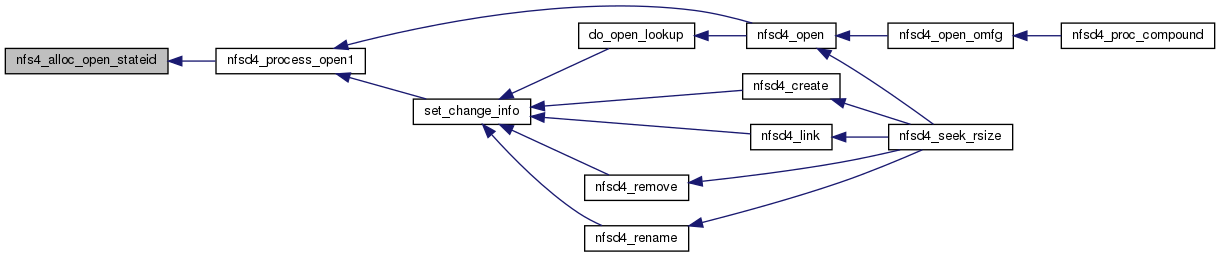 nfs4_alloc_open_stateid
nfsd4_process_open1
set_change_info
do_open_lookup
nfsd4_open
nfsd4_open_omfg
nfsd4_proc_compound
nfsd4_create
nfsd4_link
nfsd4_seek_rsize
nfsd4_remove
nfsd4_rename